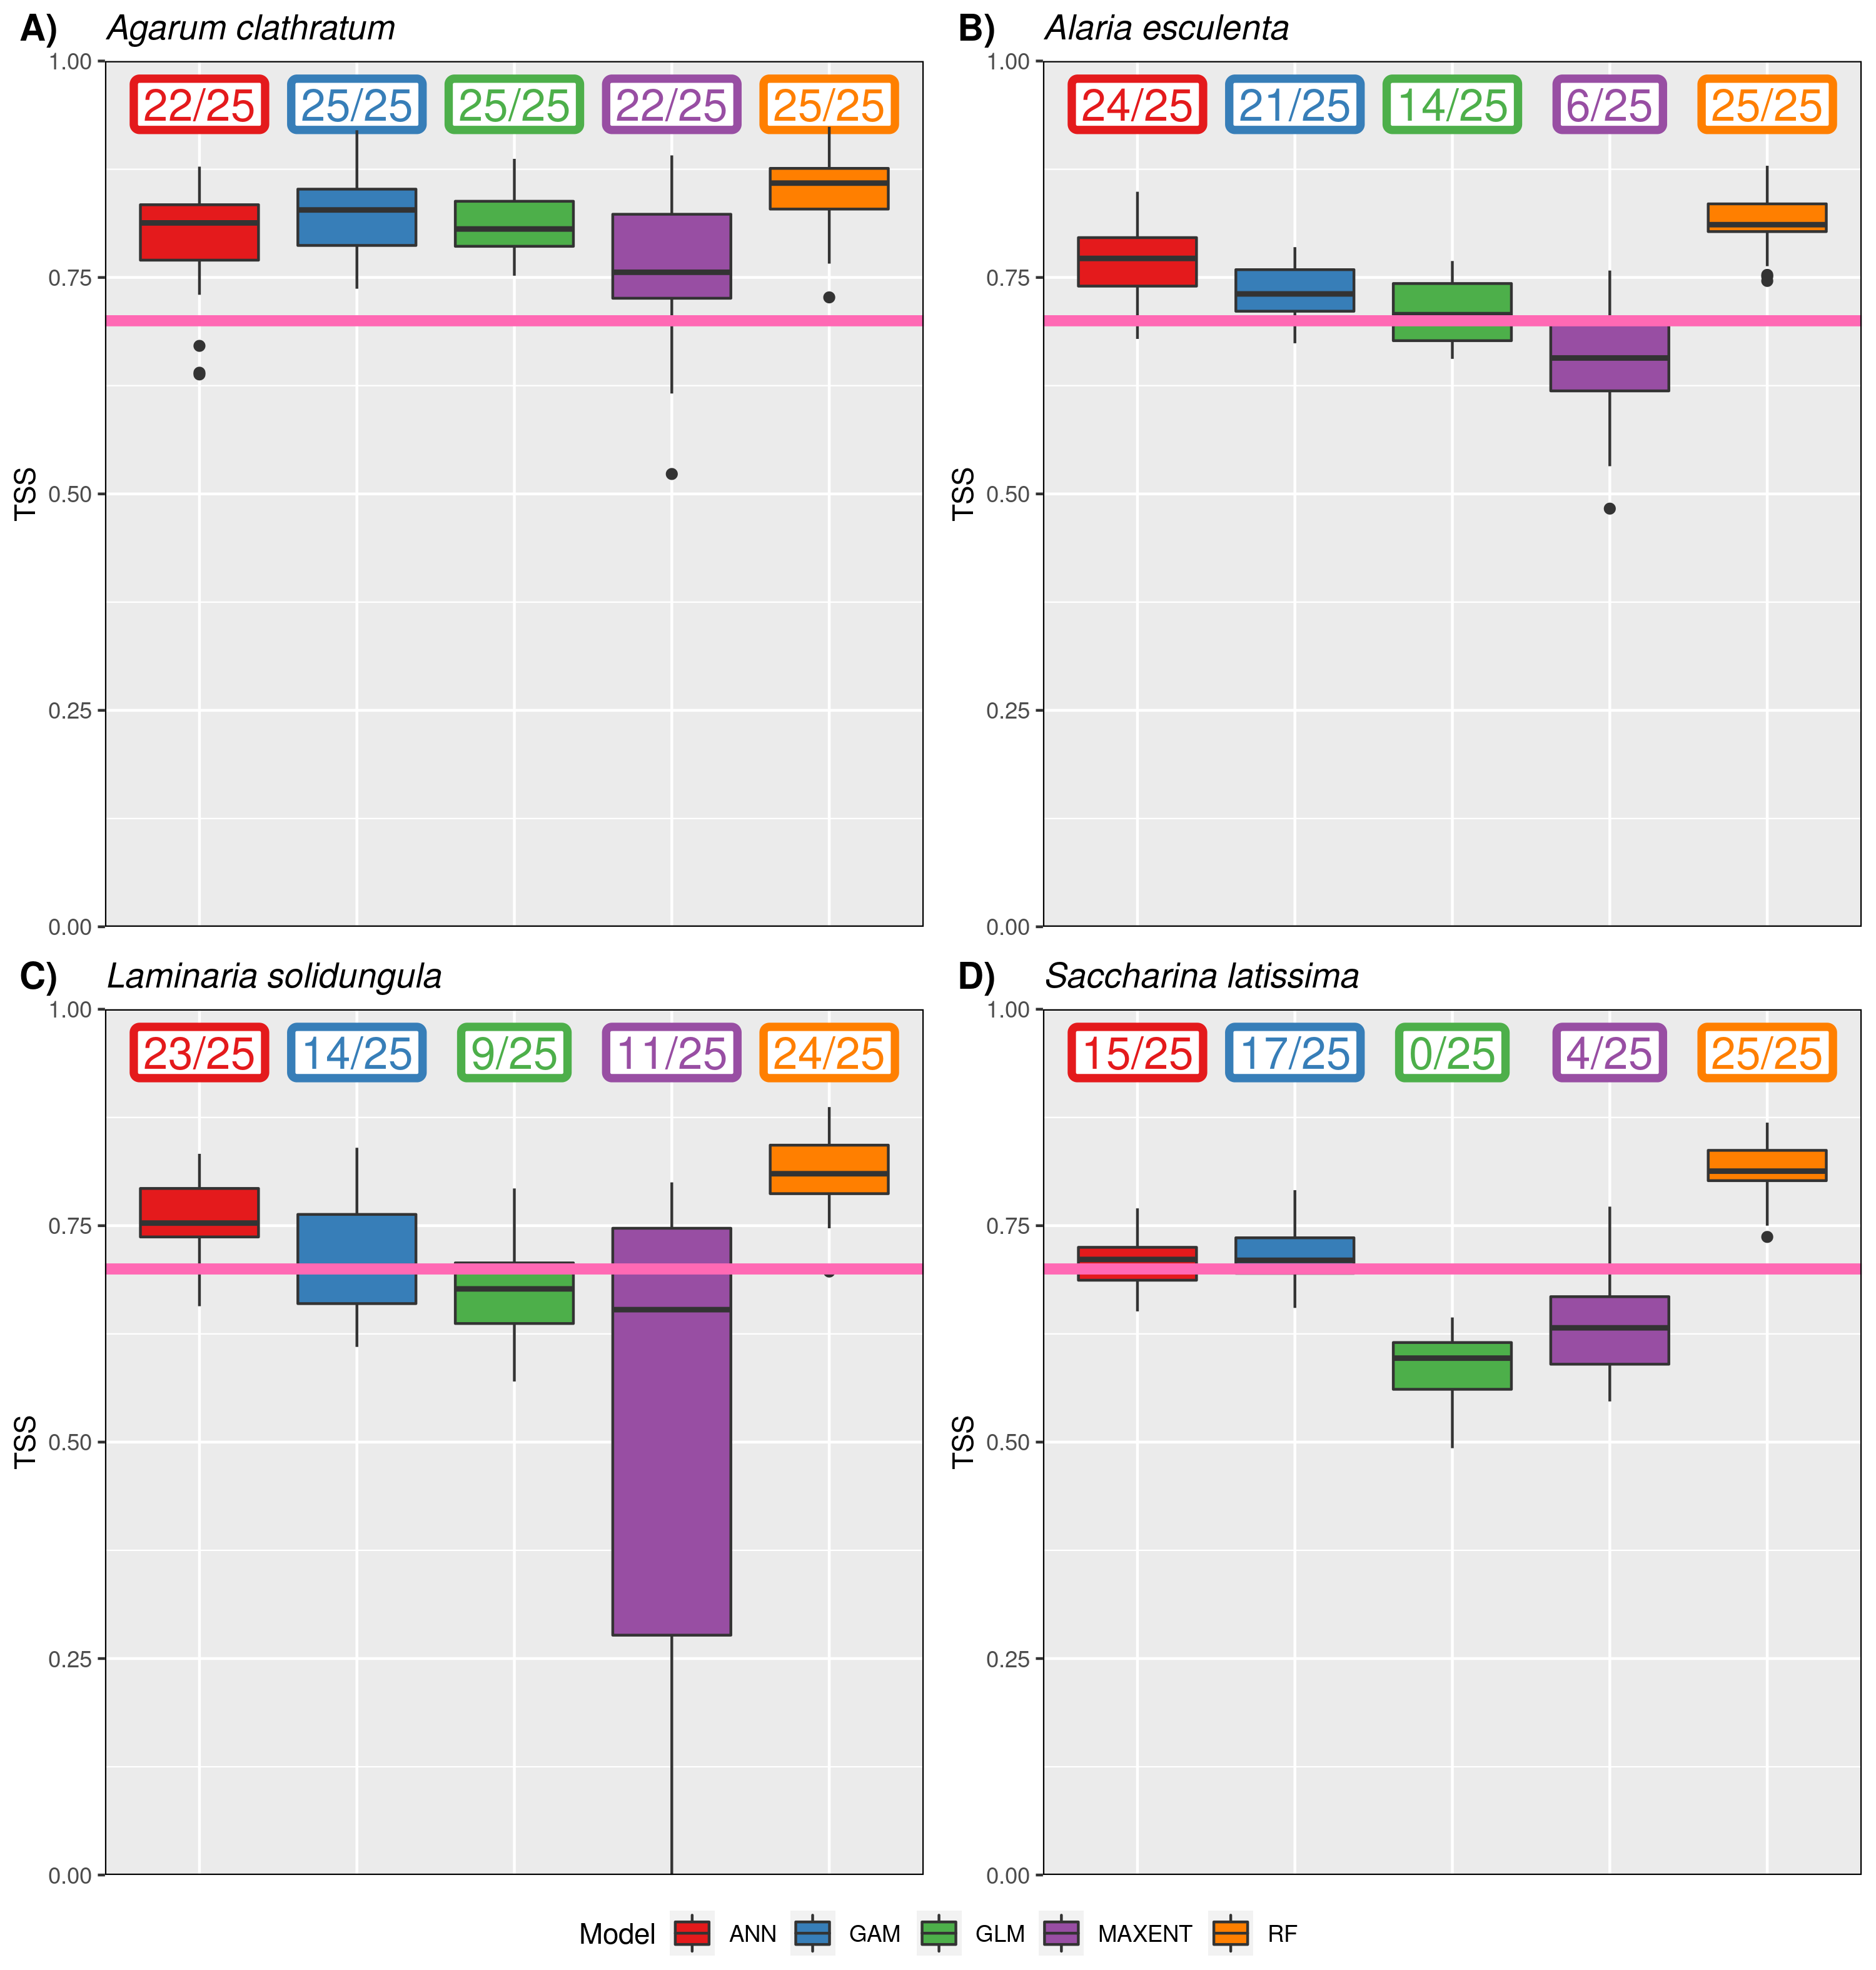 A) Agarum clathratum
22/25 25/25 25/25 22/25 25/25
1.00
0.75
0.50
0.25
0.00
TSS
B) Alaria esculenta
24/25 21/25 14/25 6/25 25/25
1.00
0.75
0.50
0.25
0.00
TSS
C) Laminaria solidungula
23/25 14/25 9/25 11/25 24/25
1.00
0.75
0.50
0.25
0.00
TSS
D) Saccharina latissima
15/25 17/25 0/25 4/25 25/25
1.00
0.75
0.50
0.25
0.00
TSS
Model ANN GAM GLM MAXENT RF